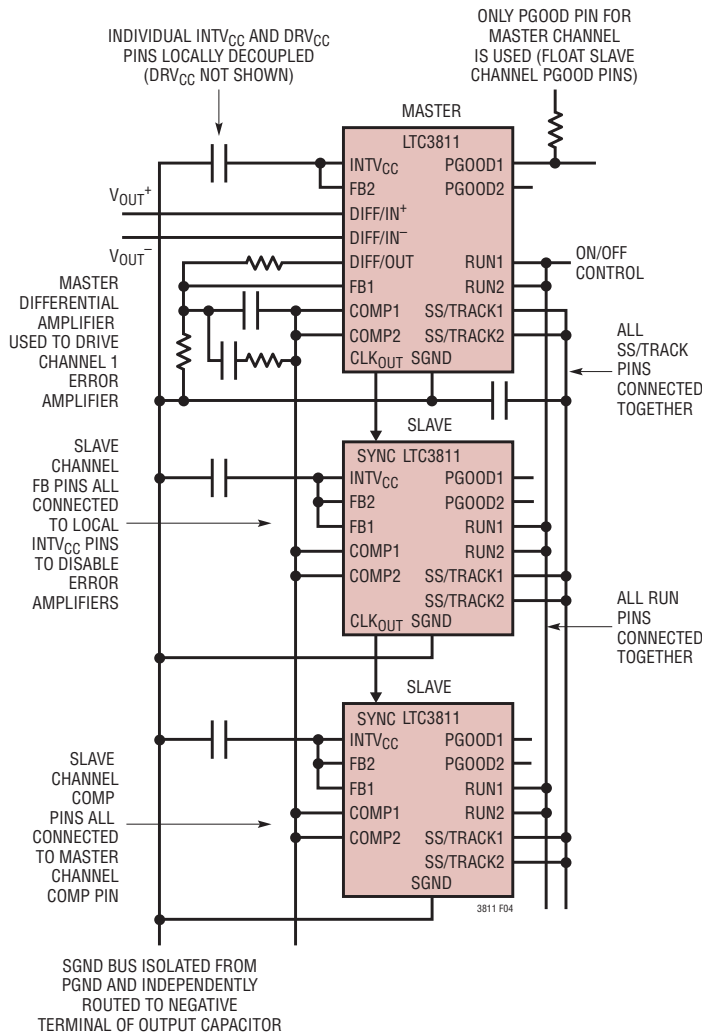 INDIVIDUAL INTVCC AND DRVCC
PINS LOCALLY DECOUPLED
(DRVCC NOT SHOWN)
ONLY PGOOD PIN FOR
MASTER CHANNEL
IS USED (FLOAT SLAVE
CHANNEL PGOOD PINS)
MASTER
LTC3811
INTVCC
PGOOD1
FB2
PGOOD2
VOUT+
DIFF/IN+
DIFF/IN−
VOUT−
DIFF/OUT
RUN1
ON/OFF
CONTROL
FB1
RUN2
COMP1
SS/TRACK1
COMP2
SS/TRACK2
CLKOUT
SGND
MASTER
DIFFERENTIAL
AMPLIFIER
USED TO DRIVE
CHANNEL 1
ERROR
AMPLIFIER
ALL
SS/TRACK
PINS
CONNECTED
TOGETHER
SLAVE
SYNC LTC3811
INTVCC
PGOOD1
FB2
PGOOD2
FB1
RUN1
COMP1
RUN2
COMP2
SS/TRACK1
SS/TRACK2
CLKOUT
SGND
SLAVE
CHANNEL
FB PINS ALL
CONNECTED
TO LOCAL
INTVCC PINS
TO DISABLE
ERROR
AMPLIFIERS
ALL RUN
PINS
CONNECTED
TOGETHER
SLAVE
SYNC LTC3811
INTVCC
PGOOD1
FB2
PGOOD2
FB1
RUN1
COMP1
RUN2
COMP2
SS/TRACK1
SS/TRACK2
SGND
SLAVE
CHANNEL
COMP
PINS ALL
CONNECTED
TO MASTER
CHANNEL
COMP PIN
3811 F04
SGND BUS ISOLATED FROM
PGND AND INDEPENDENTLY
ROUTED TO NEGATIVE
TERMINAL OF OUTPUT CAPACITOR